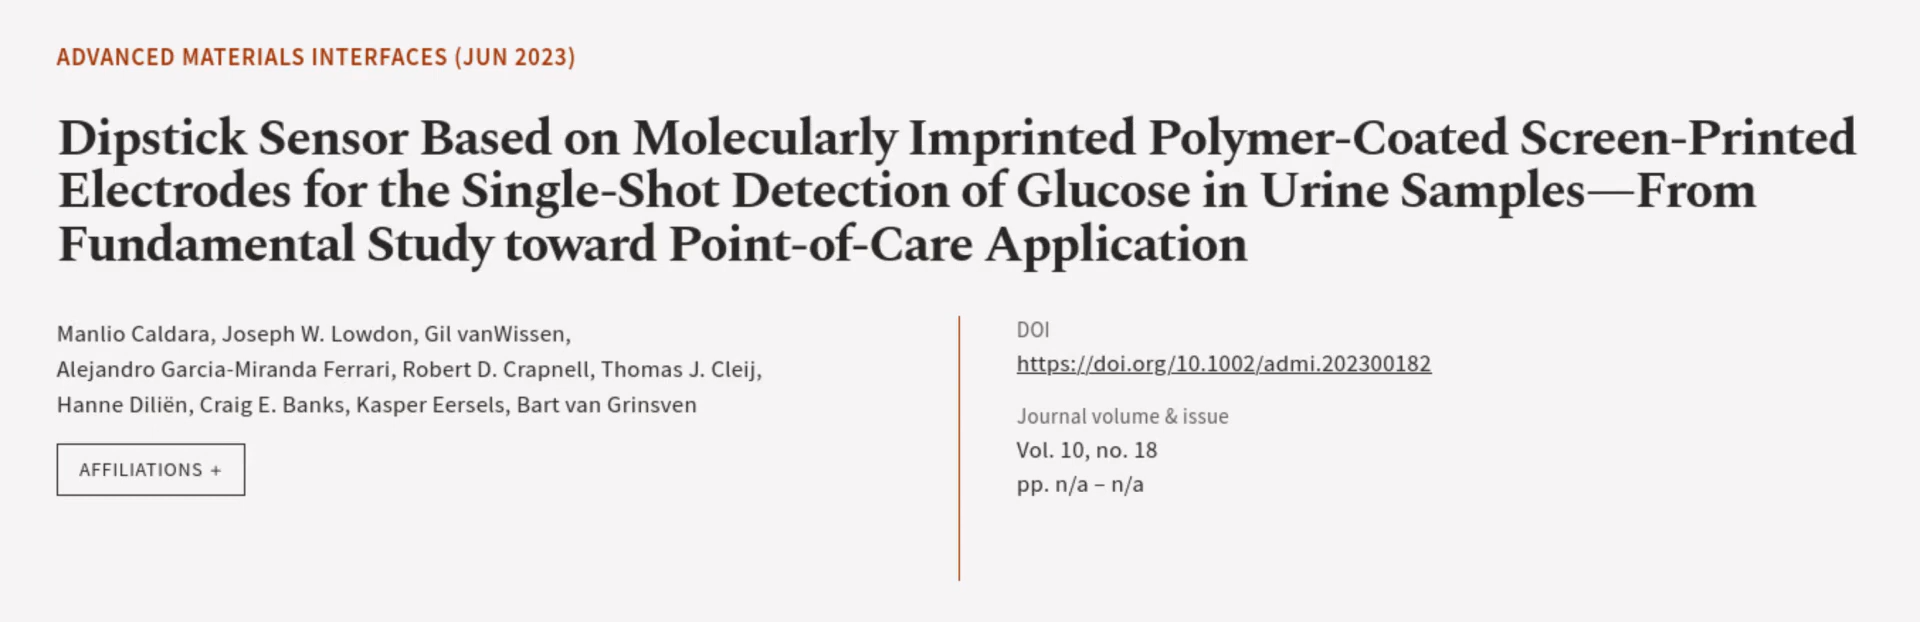 ADVANCED MATERIALS INTERFACES (JUN 2023)
Dipstick Sensor Based on Molecularly Imprinted Polymer-Coated Screen-Printed
Electrodes for the Single-Shot Detection of Glucose in Urine Samples—From
Fundamental Study toward Point-of-Care Application
Manlio Caldara, Joseph W. Lowdon, Gil vanWissen,
Alejandro Garcia-Miranda Ferrari, Robert D. Crapnell, Thomas J. Cleij,
Hanne Diliën, Craig E. Banks, Kasper Eersels, Bart van Grinsven
AFFILIATIONS +
DOI
https://doi.org/10.1002/admi.202300182
Journal volume & issue
Vol. 10, no. 18
pp. n/a – n/a